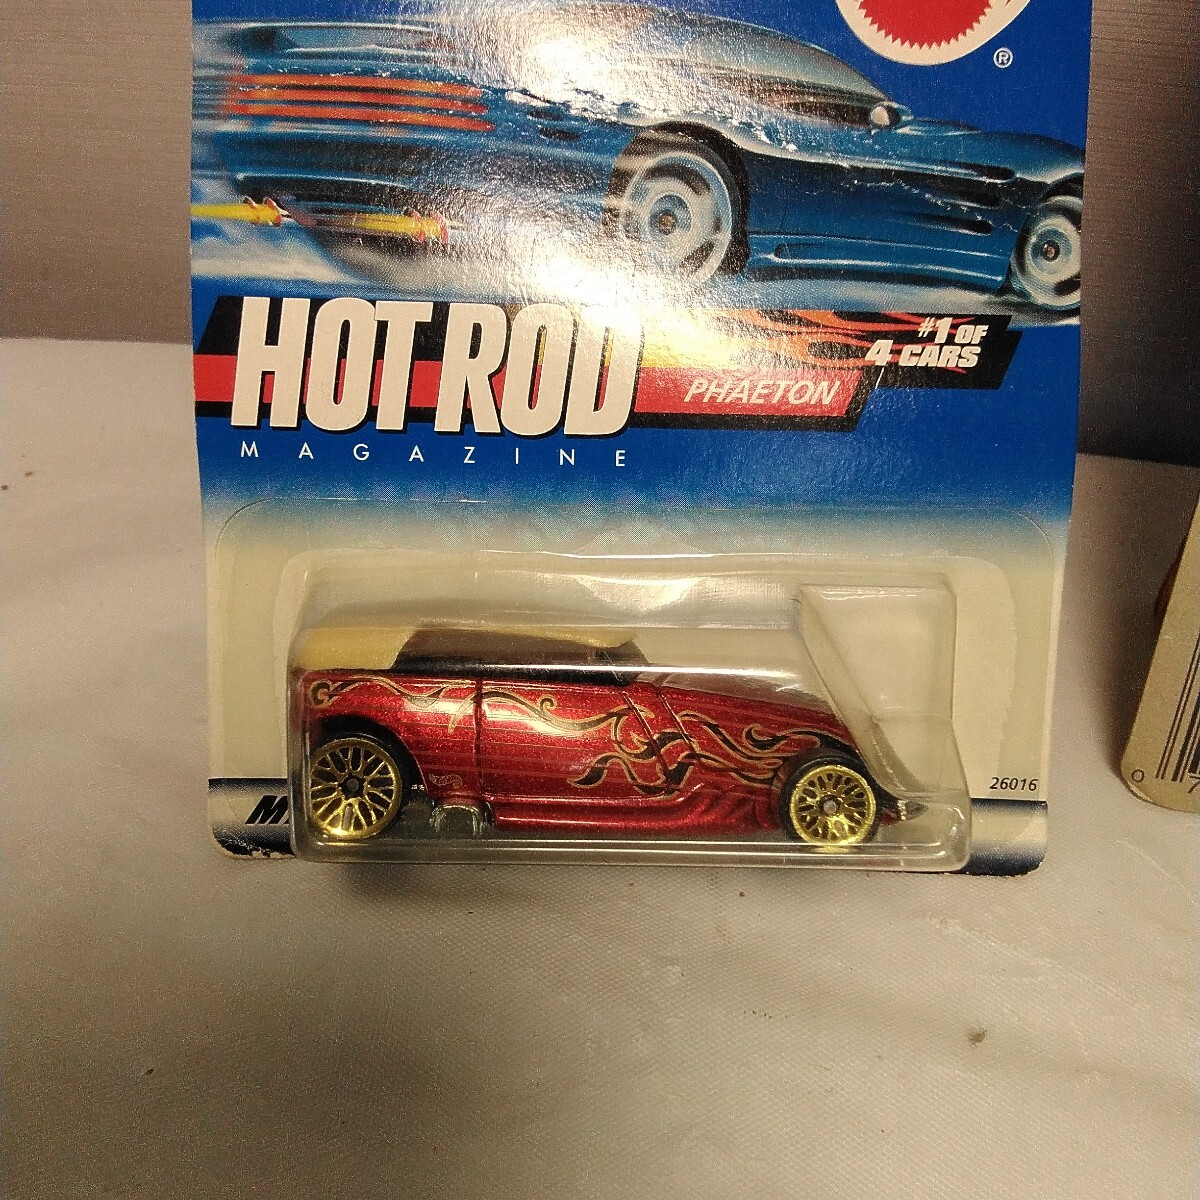 ®
#1 OF
4 CARS
HOT ROD
PHAETON
MAGAZINE
26016